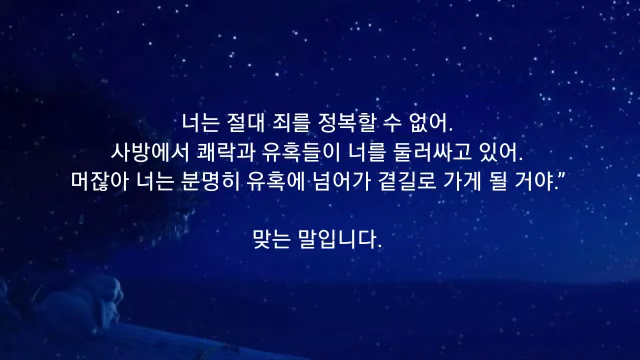 너는 절대 죄를 정복할 수 없어.
사방에서 쾌락과 유혹들이 너를 둘러싸고 있어.
머잖아 너는 분명히 유혹에 넘어가 곁길로 가게 될 거야.”
맞는 말입니다.